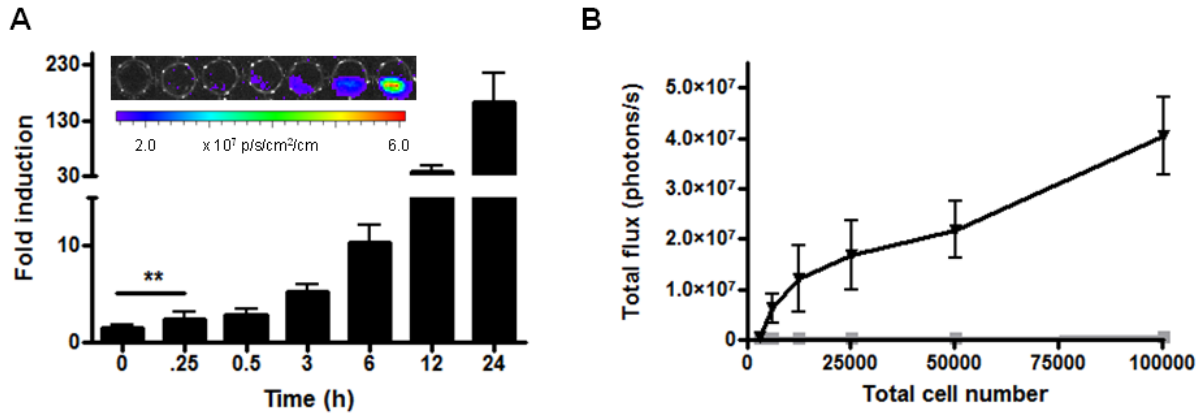 A
Fold induction
230
130
30
10
0
2.0 x 10⁷ p/s/cm²/cm 6.0
**
0 .25 0.5 3 6 12 24
Time (h)
B
Total flux (photons/s)
5.0×10⁷
4.0×10⁷
3.0×10⁷
2.0×10⁷
1.0×10⁷
0
0 25000 50000 75000 100000
Total cell number